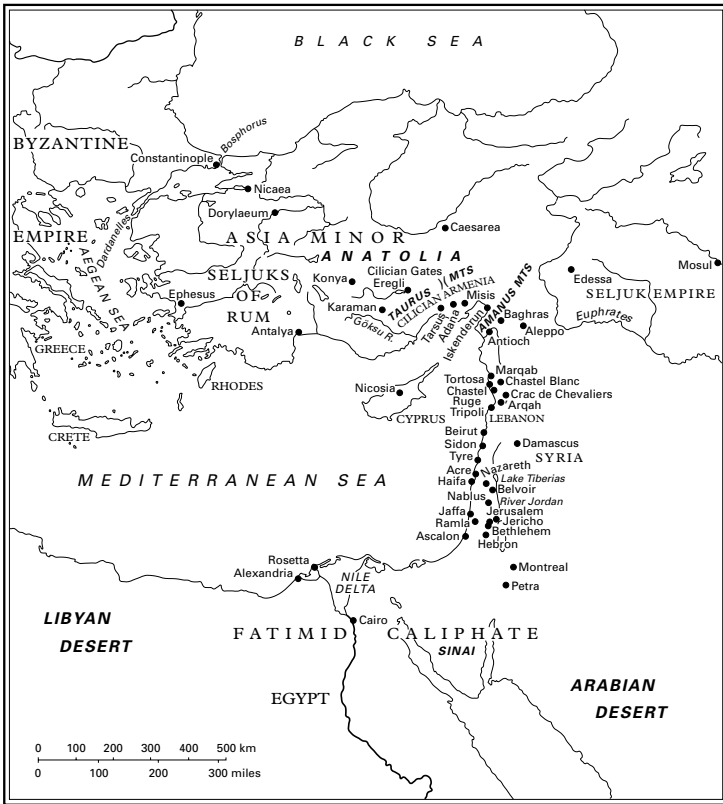 BLACK SEA
Bosphorus
BYZANTINE
Constantinople
Nicaea
Dardanelles
Dorylaeum
EMPIRE
ASIA MINOR
Caesarea
AEGEAN SEA
ANATOLIA
Mosul
SELJUKS
OF
RUM
Konya
Cilician Gates
Eregli
TAURUS MTS
CILICIAN ARMENIA
Misis
AMANUS MTS
Edessa
SELJUK EMPIRE
Ephesus
Karaman
Göksu R.
Tarsus
Adana
Iskenderun
Baghras
Euphrates
Antalya
Aleppo
Antioch
GREECE
RHODES
Nicosia
CYPRUS
Marqab
Tortosa
Chastel Blanc
Chastel
Ruge
Crac de Chevaliers
Arqah
Tripoli
LEBANON
CRETE
Beirut
Sidon
Damascus
SYRIA
Tyre
MEDITERRANEAN SEA
Acre
Nazareth
Haifa
Lake Tiberias
Belvoir
Nablus
River Jordan
Jaffa
Jerusalem
Ramla
Jericho
Bethlehem
Ascalon
Hebron
Rosetta
Alexandria
NILE
DELTA
Montreal
Petra
LIBYAN
DESERT
Cairo
FATIMID CALIPHATE
SINAI
EGYPT
ARABIAN
DESERT
0 100 200 300 400 500 km
0 100 200 300 miles